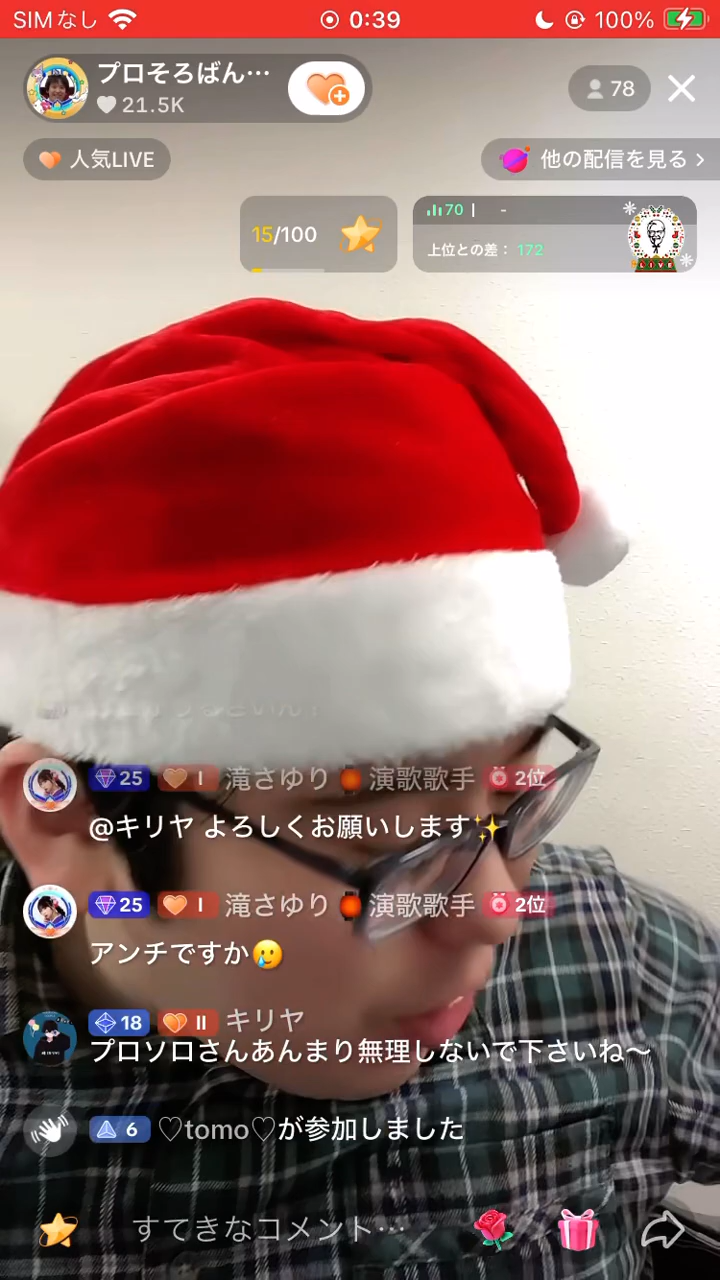 SIMなし 0:39 100%
プロそろばん…
21.5K
78
人気LIVE
他の配信を見る
15/100
70 | -
上位との差： 172
LIVE
25 I 滝さゆり🏮演歌歌手 2位
@キリヤ よろしくお願いします✨
25 I 滝さゆり🏮演歌歌手 2位
アンチですか🥲
18 II キリヤ
プロソロさんあんまり無理しないで下さいね〜
6 ♡tomo♡が参加しました
すてきなコメント…